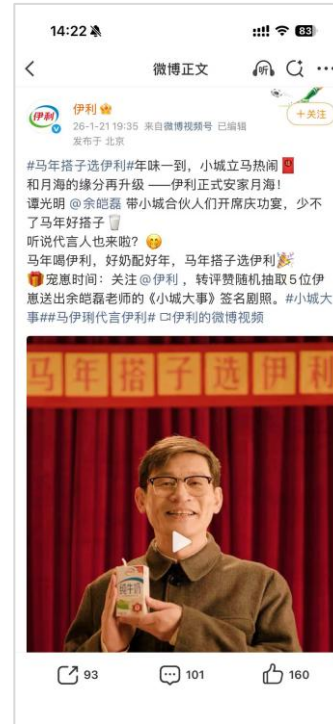 14:22
83
微博正文
听
伊利
伊利
+关注
26-1-21 19:35 来自微博视频号 已编辑
发布于 北京
#马年搭子选伊利#年味一到，小城立马热闹🧧
和月海的缘分再升级 ——伊利正式安家月海！
谭光明 @余皑磊 带小城合伙人们开席庆功宴，少不
了马年好搭子🥛
听说代言人也来啦？🤭
马年喝伊利，好奶配好年，马年搭子选伊利🎉
🎁宠崽时间：关注@伊利 ，转评赞随机抽取5位伊
崽送出余皑磊老师的《小城大事》签名剧照。#小城大
事##马伊琍代言伊利# 伊利的微博视频
马年搭子选伊利
纯牛奶
93
101
160